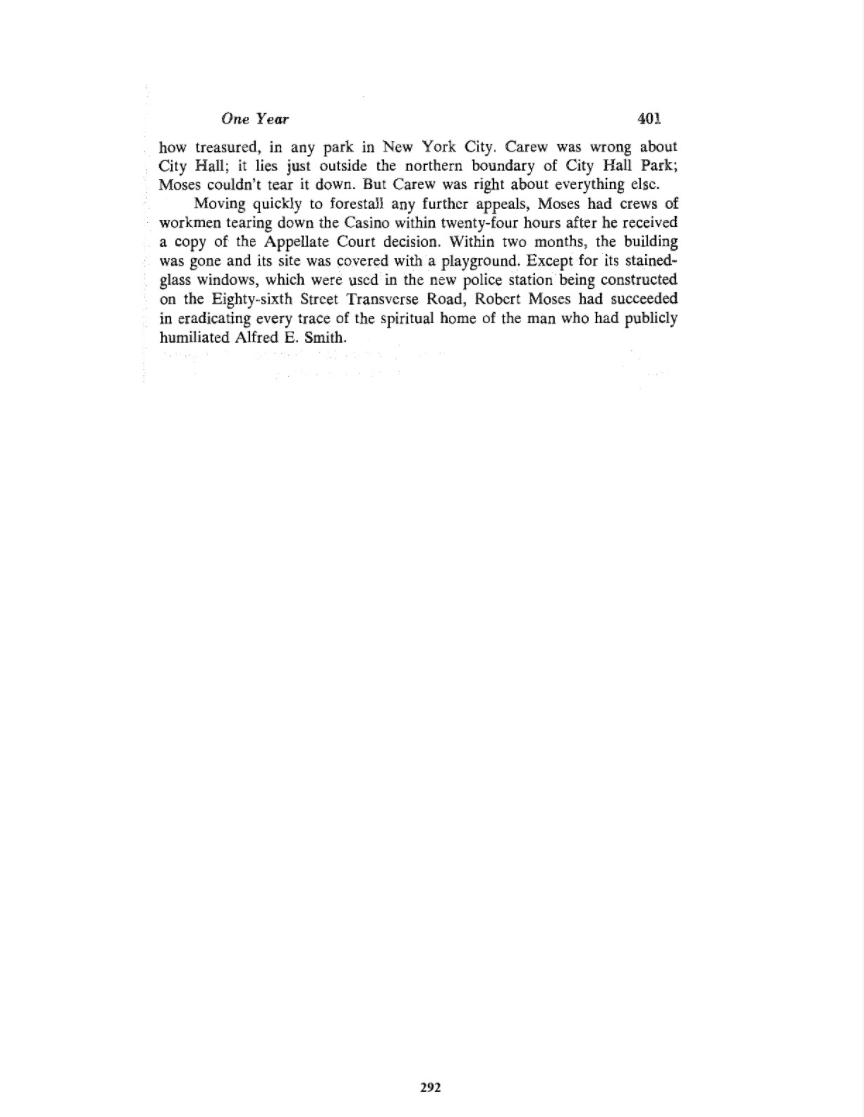 One Year 401
how treasured, in any park in New York City. Carew was wrong about
City Hall; it lies just outside the northern boundary of City Hall Park;
Moses couldn't tear it down. But Carew was right about everything else.
Moving quickly to forestall any further appeals, Moses had crews of
workmen tearing down the Casino within twenty-four hours after he received
a copy of the Appellate Court decision. Within two months, the building
was gone and its site was covered with a playground. Except for its stained-
glass windows, which were used in the new police station being constructed
on the Eighty-sixth Street Transverse Road, Robert Moses had succeeded
in eradicating every trace of the spiritual home of the man who had publicly
humiliated Alfred E. Smith.
292